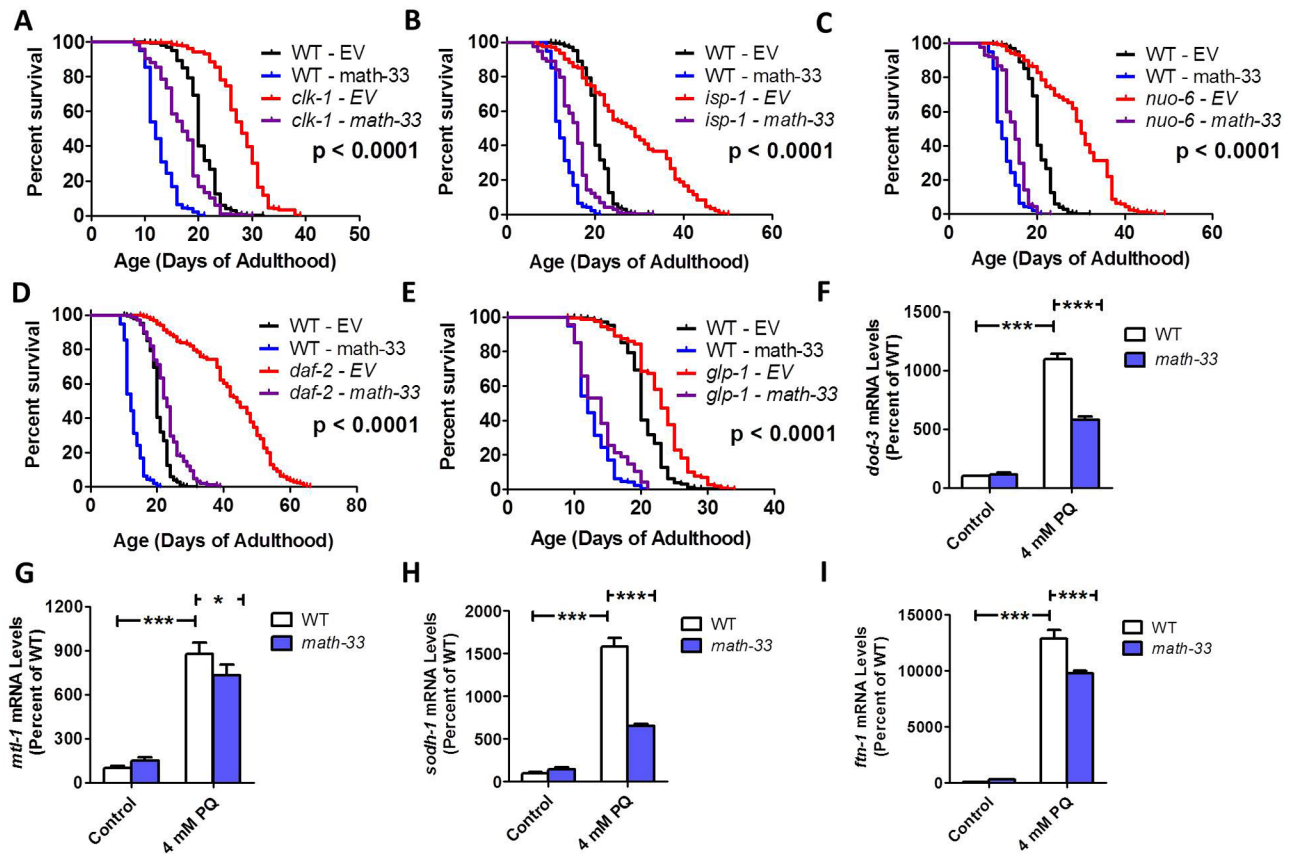 A
Percent survival
100
80
60
40
20
0
WT - EV
WT - math-33
clk-1 - EV
clk-1 - math-33
p < 0.0001
0 10 20 30 40 50
Age (Days of Adulthood)
B
Percent survival
100
80
60
40
20
0
WT - EV
WT - math-33
isp-1 - EV
isp-1 - math-33
p < 0.0001
0 20 40 60
Age (Days of Adulthood)
C
Percent survival
100
80
60
40
20
0
WT - EV
WT - math-33
nuo-6 - EV
nuo-6 - math-33
p < 0.0001
0 20 40 60
Age (Days of Adulthood)
D
Percent survival
100
80
60
40
20
0
WT - EV
WT - math-33
daf-2 - EV
daf-2 - math-33
p < 0.0001
0 20 40 60 80
Age (Days of Adulthood)
E
Percent survival
100
80
60
40
20
0
WT - EV
WT - math-33
glp-1 - EV
glp-1 - math-33
p < 0.0001
0 10 20 30 40
Age (Days of Adulthood)
F
dod-3 mRNA Levels
(Percent of WT)
1500
1000
500
0
***
***
WT
math-33
Control
4 mM PQ
G
mtl-1 mRNA Levels
(Percent of WT)
1200
900
600
300
0
***
*
WT
math-33
Control
4 mM PQ
H
sodh-1 mRNA Levels
(Percent of WT)
2000
1500
1000
500
0
***
***
WT
math-33
Control
4 mM PQ
I
ftn-1 mRNA Levels
(Percent of WT)
15000
10000
5000
0
***
***
WT
math-33
Control
4 mM PQ